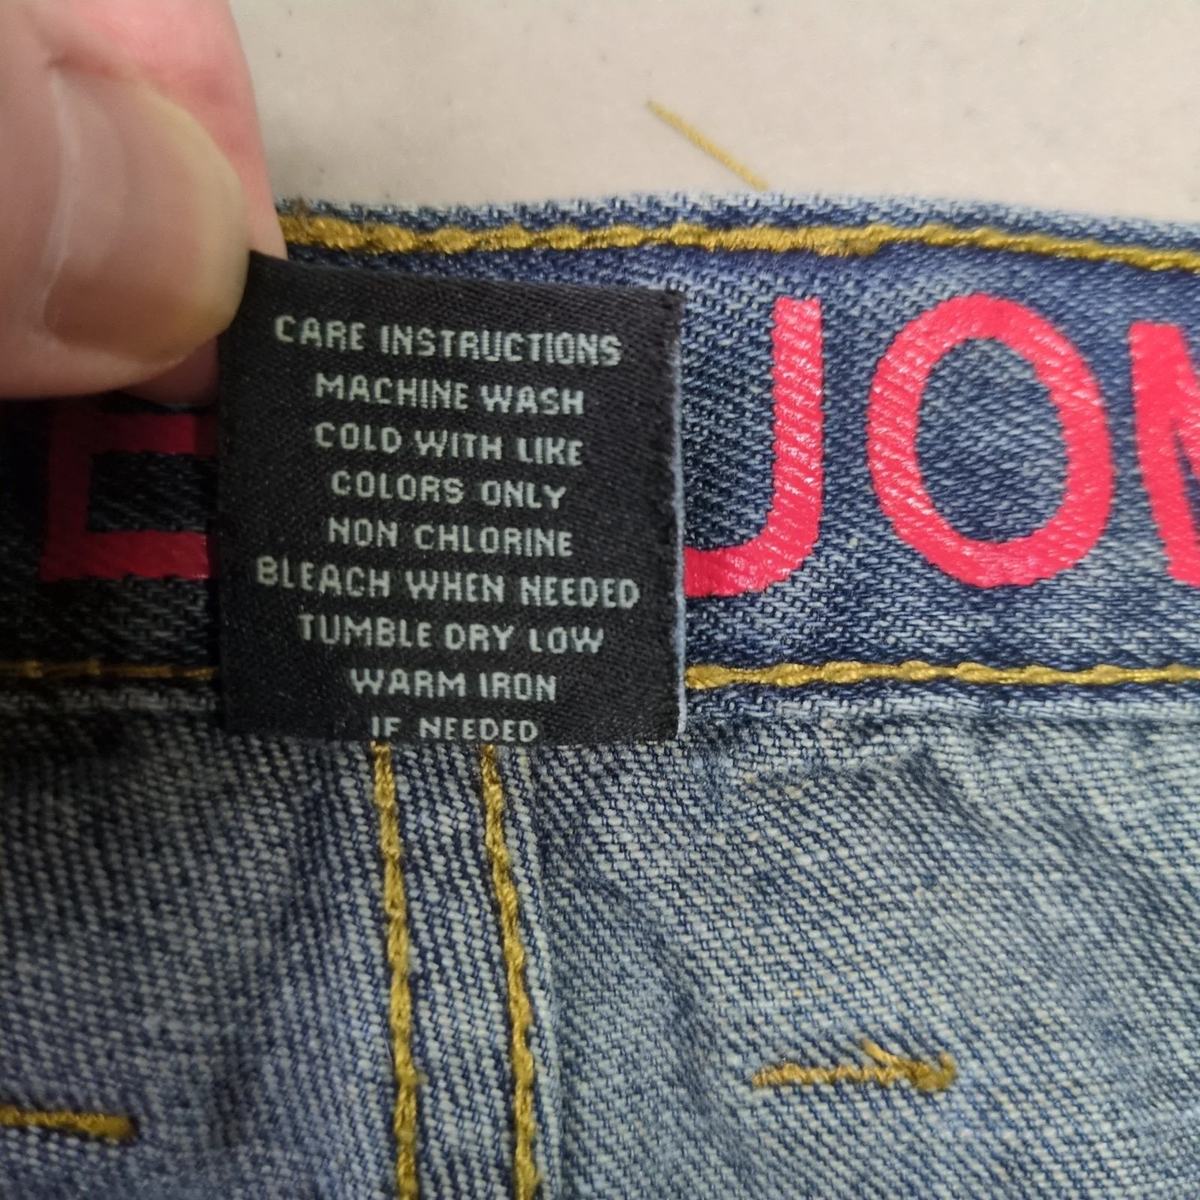 CARE INSTRUCTIONS
MACHINE WASH
COLD WITH LIKE
COLORS ONLY
NON CHLORINE
BLEACH WHEN NEEDED
TUMBLE DRY LOW
WARM IRON
IF NEEDED